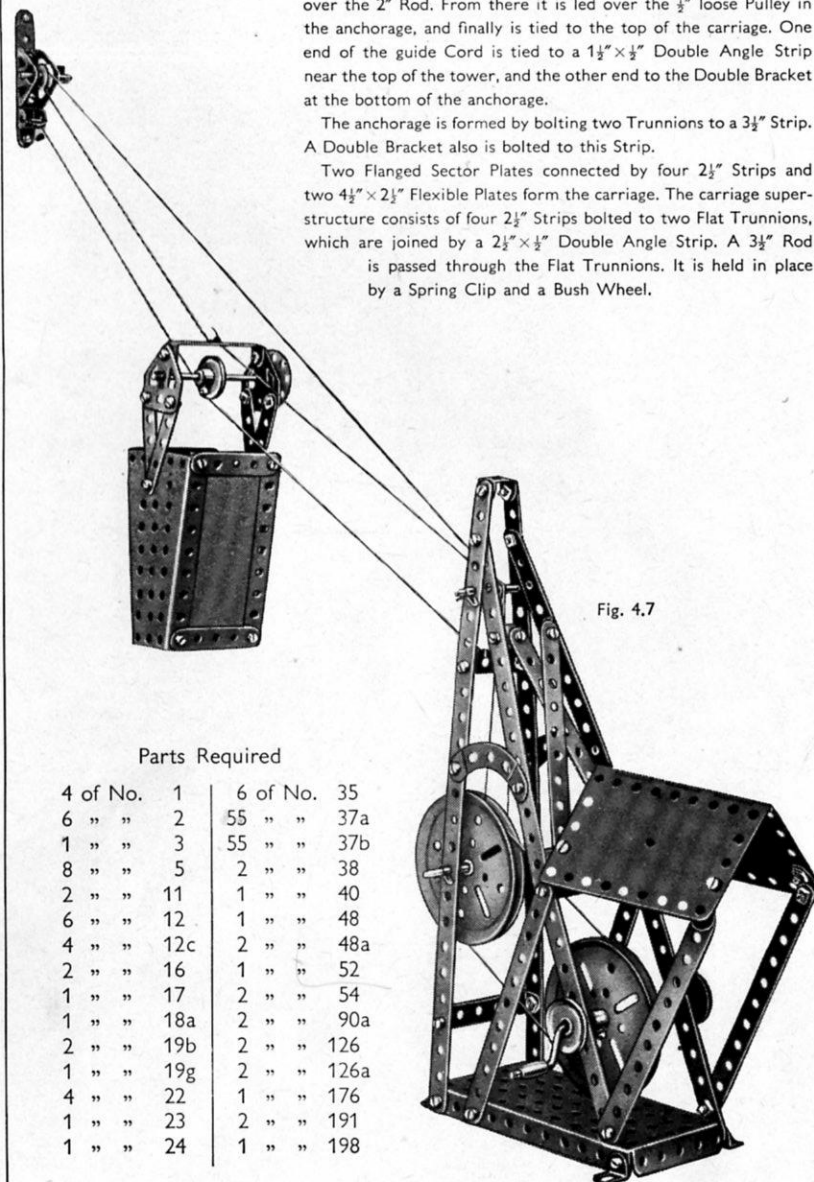 over the 2″ Rod. From there it is led over the ½″ loose Pulley in
the anchorage, and finally is tied to the top of the carriage. One
end of the guide Cord is tied to a 1½″×½″ Double Angle Strip
near the top of the tower, and the other end to the Double Bracket
at the bottom of the anchorage.
The anchorage is formed by bolting two Trunnions to a 3½″ Strip.
A Double Bracket also is bolted to this Strip.
Two Flanged Sector Plates connected by four 2½″ Strips and
two 4½″×2½″ Flexible Plates form the carriage. The carriage super-
structure consists of four 2½″ Strips bolted to two Flat Trunnions,
which are joined by a 2½″×½″ Double Angle Strip. A 3½″ Rod
is passed through the Flat Trunnions. It is held in place
by a Spring Clip and a Bush Wheel.
Fig. 4.7
Parts Required
4 of No. 1 6 of No. 35
6 „ „ 2 55 „ „ 37a
1 „ „ 3 55 „ „ 37b
8 „ „ 5 2 „ „ 38
2 „ „ 11 1 „ „ 40
6 „ „ 12 1 „ „ 48
4 „ „ 12c 2 „ „ 48a
2 „ „ 16 1 „ „ 52
1 „ „ 17 2 „ „ 54
1 „ „ 18a 2 „ „ 90a
2 „ „ 19b 2 „ „ 126
1 „ „ 19g 2 „ „ 126a
4 „ „ 22 1 „ „ 176
1 „ „ 23 2 „ „ 191
1 „ „ 24 1 „ „ 198